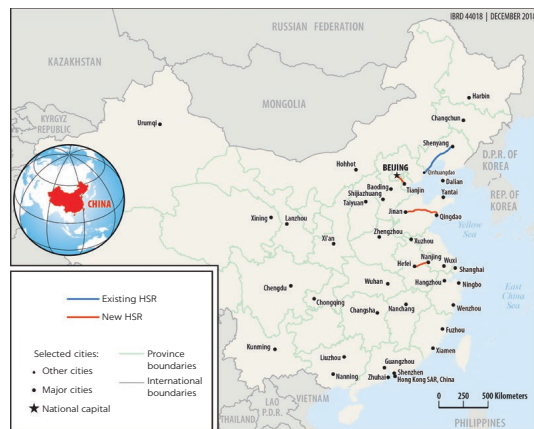 IBRD 44018 | DECEMBER 2018
RUSSIAN FEDERATION
KAZAKHSTAN
MONGOLIA
KYRGYZ
REPUBLIC
Harbin
Changchun
Urumqi
Shenyang
D.P.R. OF
KOREA
Hohhot
BEIJING
Qinhuangdao
Dalian
Tianjin
Baoding
Shijiazhuang
Yantai
REP. OF
KOREA
Taiyuan
CHINA
Jinan
Qingdao
Yellow
Sea
Xining
Lanzhou
Zhengzhou
Xuzhou
Xi'an
Nanjing
Wuxi
Hefei
Shanghai
Wuhan
Hangzhou
Ningbo
East
China
Sea
Chengdu
Chongqing
Nanchang
Changsha
Wenzhou
Fuzhou
Kunming
Liuzhou
Xiamen
Guangzhou
Nanning
Shenzhen
Zhuhai
Hong Kong SAR, China
LAO
P.D.R.
VIETNAM
THAILAND
PHILIPPINES
0 250 500 Kilometers
Existing HSR
New HSR
Selected cities:
Other cities
Major cities
National capital
Province
boundaries
International
boundaries